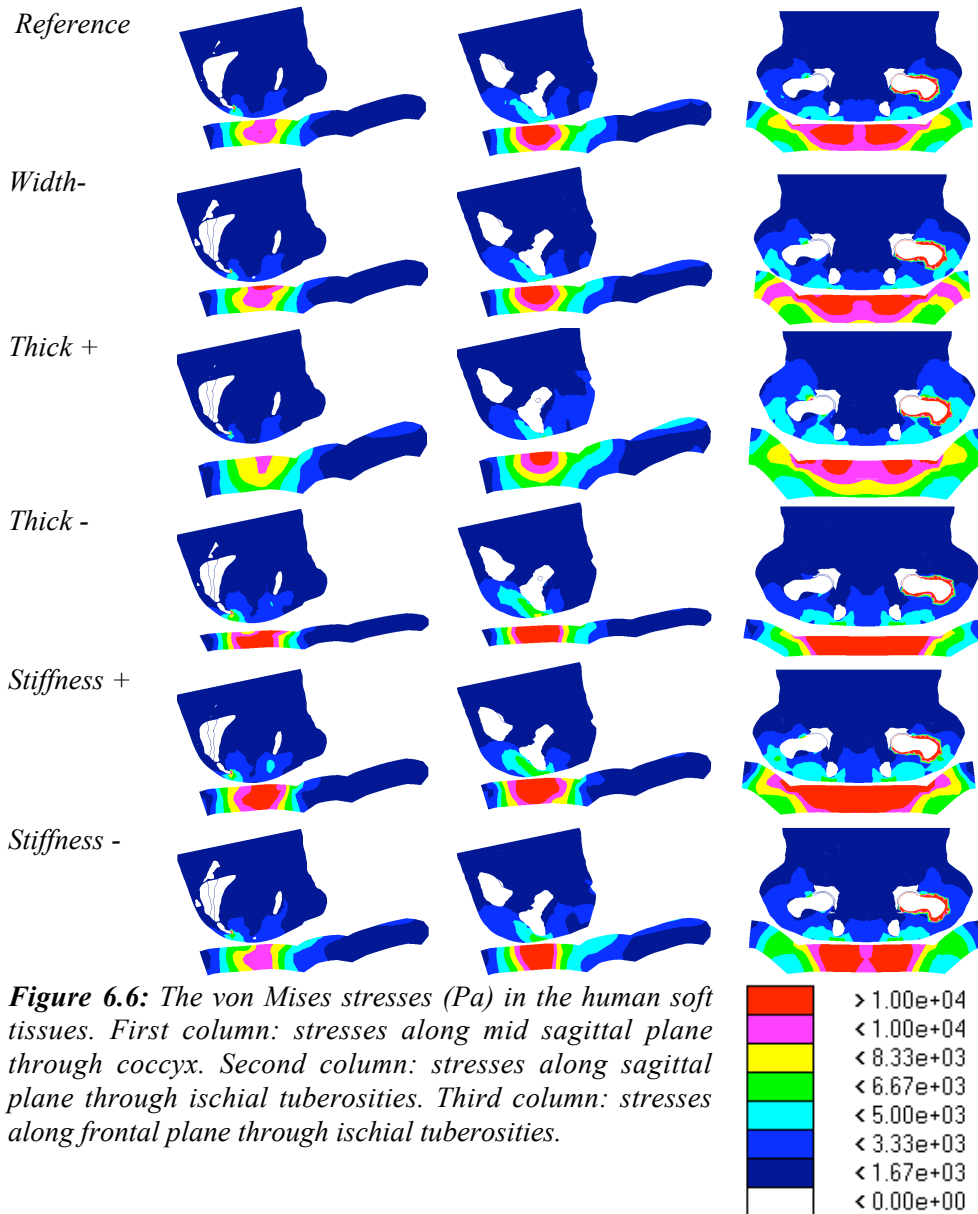 Reference
Width-
Thick +
Thick -
Stiffness +
Stiffness -
Figure 6.6: The von Mises stresses (Pa) in the human soft
tissues. First column: stresses along mid sagittal plane
through coccyx. Second column: stresses along sagittal
plane through ischial tuberosities. Third column: stresses
along frontal plane through ischial tuberosities.
> 1.00e+04
< 1.00e+04
< 8.33e+03
< 6.67e+03
< 5.00e+03
< 3.33e+03
< 1.67e+03
< 0.00e+00